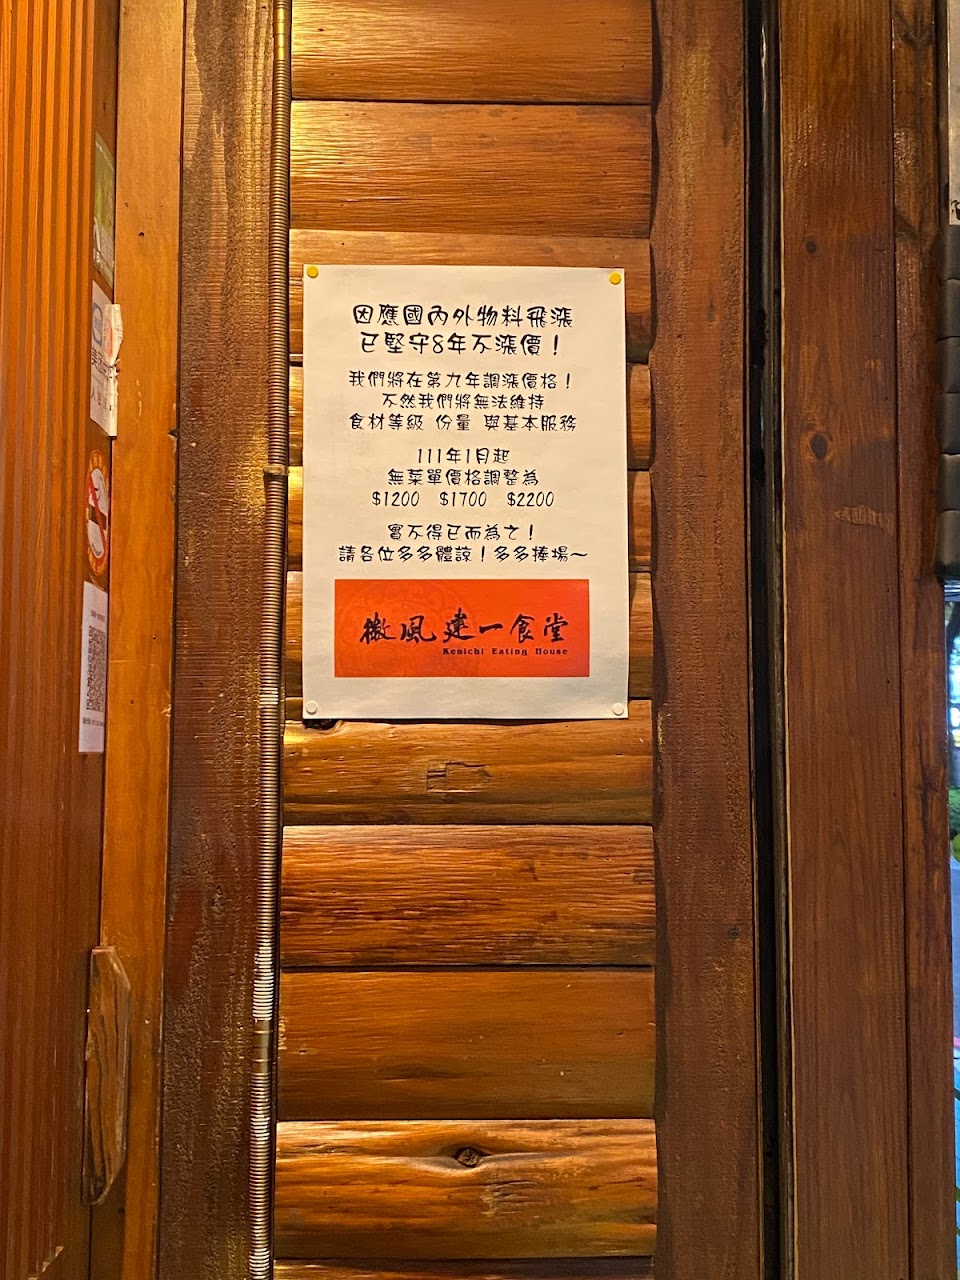 因應國內外物料飛漲
已堅守8年不漲價！
我們將在第九年調漲價格！
不然我們將無法維持
食材等級 份量 與基本服務
111年1月起
無菜單價格調整為
$1200 $1700 $2200
實不得已而為之！
請各位多多體諒！多多捧場～
微風建一食堂
Kenichi Eating House